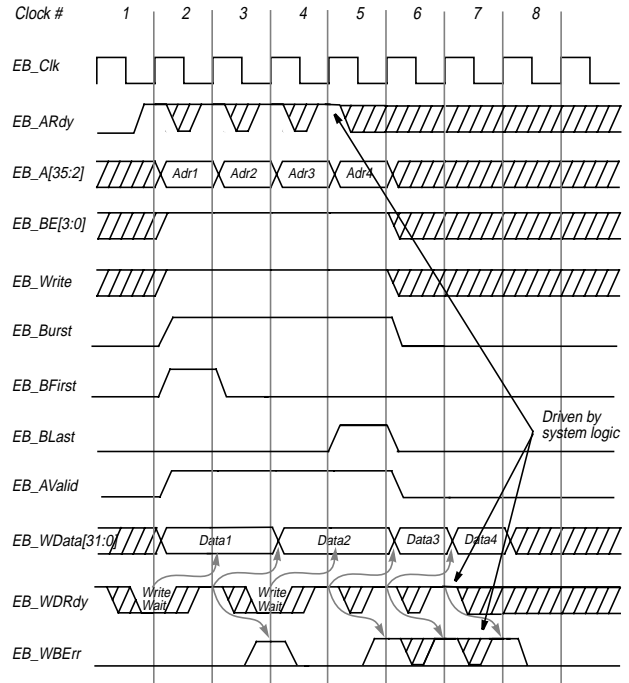 Clock # 1 2 3 4 5 6 7 8
EB_Clk
EB_ARdy
EB_A[35:2] Adr1 Adr2 Adr3 Adr4
EB_BE[3:0]
EB_Write
EB_Burst
EB_BFirst
EB_BLast
Driven by
system logic
EB_AValid
EB_WData[31:0] Data1 Data2 Data3 Data4
EB_WDRdy Write Wait Write Wait
EB_WBErr